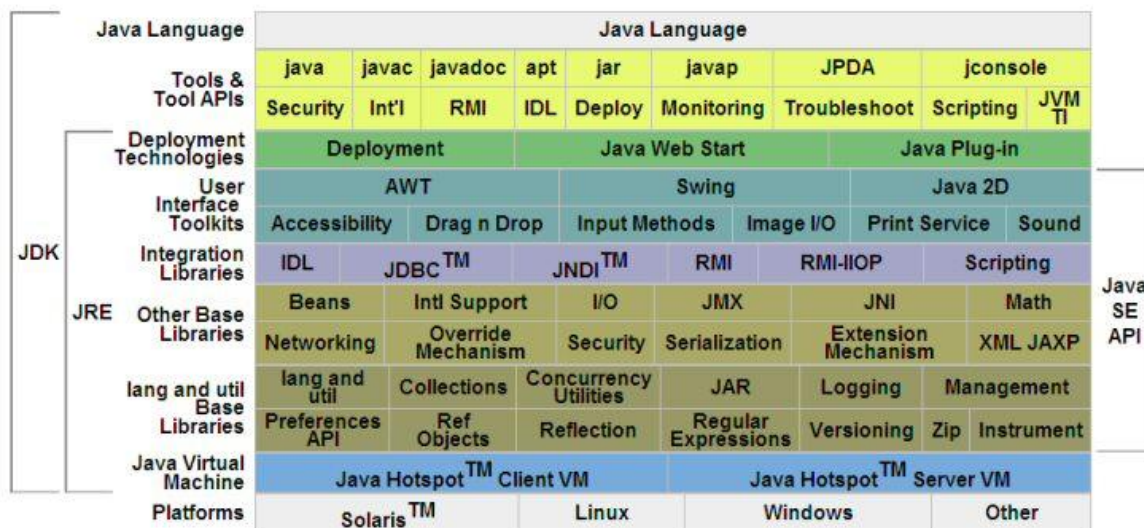 Java Language
Java Language
Tools &
Tool APIs
java javac javadoc apt jar javap JPDA jconsole
Security Int'l RMI IDL Deploy Monitoring Troubleshoot Scripting JVM TI
Deployment
Technologies
Deployment Java Web Start Java Plug-in
User
Interface
Toolkits
AWT Swing Java 2D
Accessibility Drag n Drop Input Methods Image I/O Print Service Sound
Integration
Libraries
IDL JDBC™ JNDI™ RMI RMI-IIOP Scripting
JDK
JRE
Other Base
Libraries
Beans Intl Support I/O JMX JNI Math
Networking Override Mechanism Security Serialization Extension Mechanism XML JAXP
Java
SE
API
lang and util
Base
Libraries
lang and util Collections Concurrency Utilities JAR Logging Management
Preferences API Ref Objects Reflection Regular Expressions Versioning Zip Instrument
Java Virtual
Machine
Java Hotspot™ Client VM Java Hotspot™ Server VM
Platforms
Solaris™ Linux Windows Other